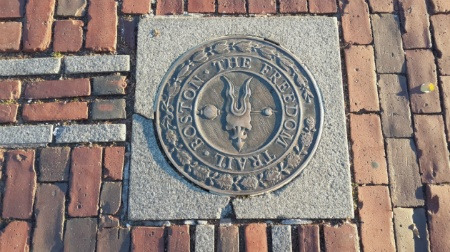 BOSTON · THE FREEDOM TRAIL ·